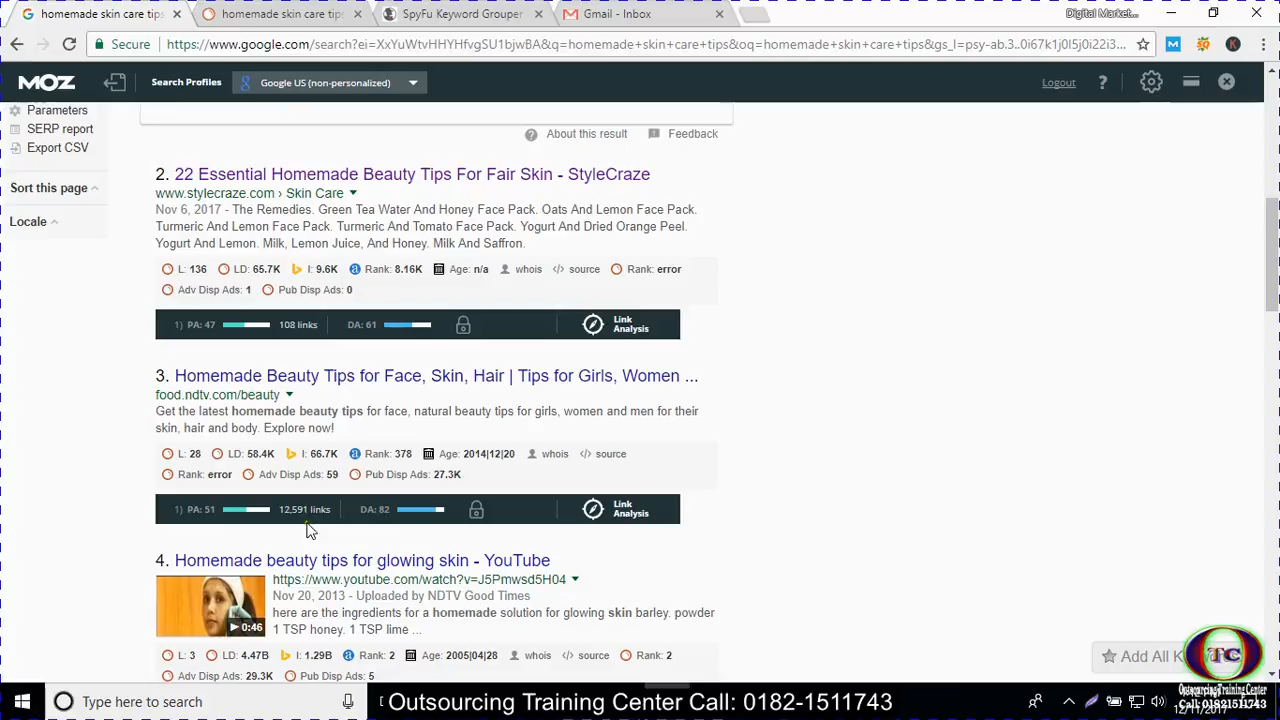 homemade skin care tips
homemade skin care tips
SpyFu Keyword Grouper
Gmail - Inbox
Digital Market...
Secure
https://www.google.com/search?ei=XxYuWtvHHYHfvgSU1bjwBA&q=homemade+skin+care+tips&oq=homemade+skin+care+tips&gs_l=psy-ab.3..0i67k1j0l5j0i22i3...
MOZ
Search Profiles
Google US (non-personalized)
Logout
?
Parameters
SERP report
Export CSV
Sort this page
Locale
About this result
Feedback
2. 22 Essential Homemade Beauty Tips For Fair Skin - StyleCraze
www.stylecraze.com › Skin Care
Nov 6, 2017 - The Remedies. Green Tea Water And Honey Face Pack. Oats And Lemon Face Pack.
Turmeric And Lemon Face Pack. Turmeric And Tomato Face Pack. Yogurt And Dried Orange Peel.
Yogurt And Lemon. Milk, Lemon Juice, And Honey. Milk And Saffron.
L: 136 LD: 65.7K I: 9.6K Rank: 8.16K Age: n/a whois </> source Rank: error
Adv Disp Ads: 1 Pub Disp Ads: 0
1) PA: 47 108 links DA: 61 Link
Analysis
3. Homemade Beauty Tips for Face, Skin, Hair | Tips for Girls, Women ...
food.ndtv.com/beauty
Get the latest homemade beauty tips for face, natural beauty tips for girls, women and men for their
skin, hair and body. Explore now!
L: 28 LD: 58.4K I: 66.7K Rank: 378 Age: 2014|12|20 whois </> source
Rank: error Adv Disp Ads: 59 Pub Disp Ads: 27.3K
1) PA: 51 12,591 links DA: 82 Link
Analysis
4. Homemade beauty tips for glowing skin - YouTube
https://www.youtube.com/watch?v=J5Pmwsd5H04
Nov 20, 2013 - Uploaded by NDTV Good Times
here are the ingredients for a homemade solution for glowing skin barley. powder
1 TSP honey. 1 TSP lime ...
0:46
L: 3 LD: 4.47B I: 1.29B Rank: 2 Age: 2005|04|28 whois </> source Rank: 2
Adv Disp Ads: 29.3K Pub Disp Ads: 5
Add All
OTC
Outsourcing Training Center
Call: 01821511743
Type here to search
Outsourcing Training Center Call: 0182-1511743